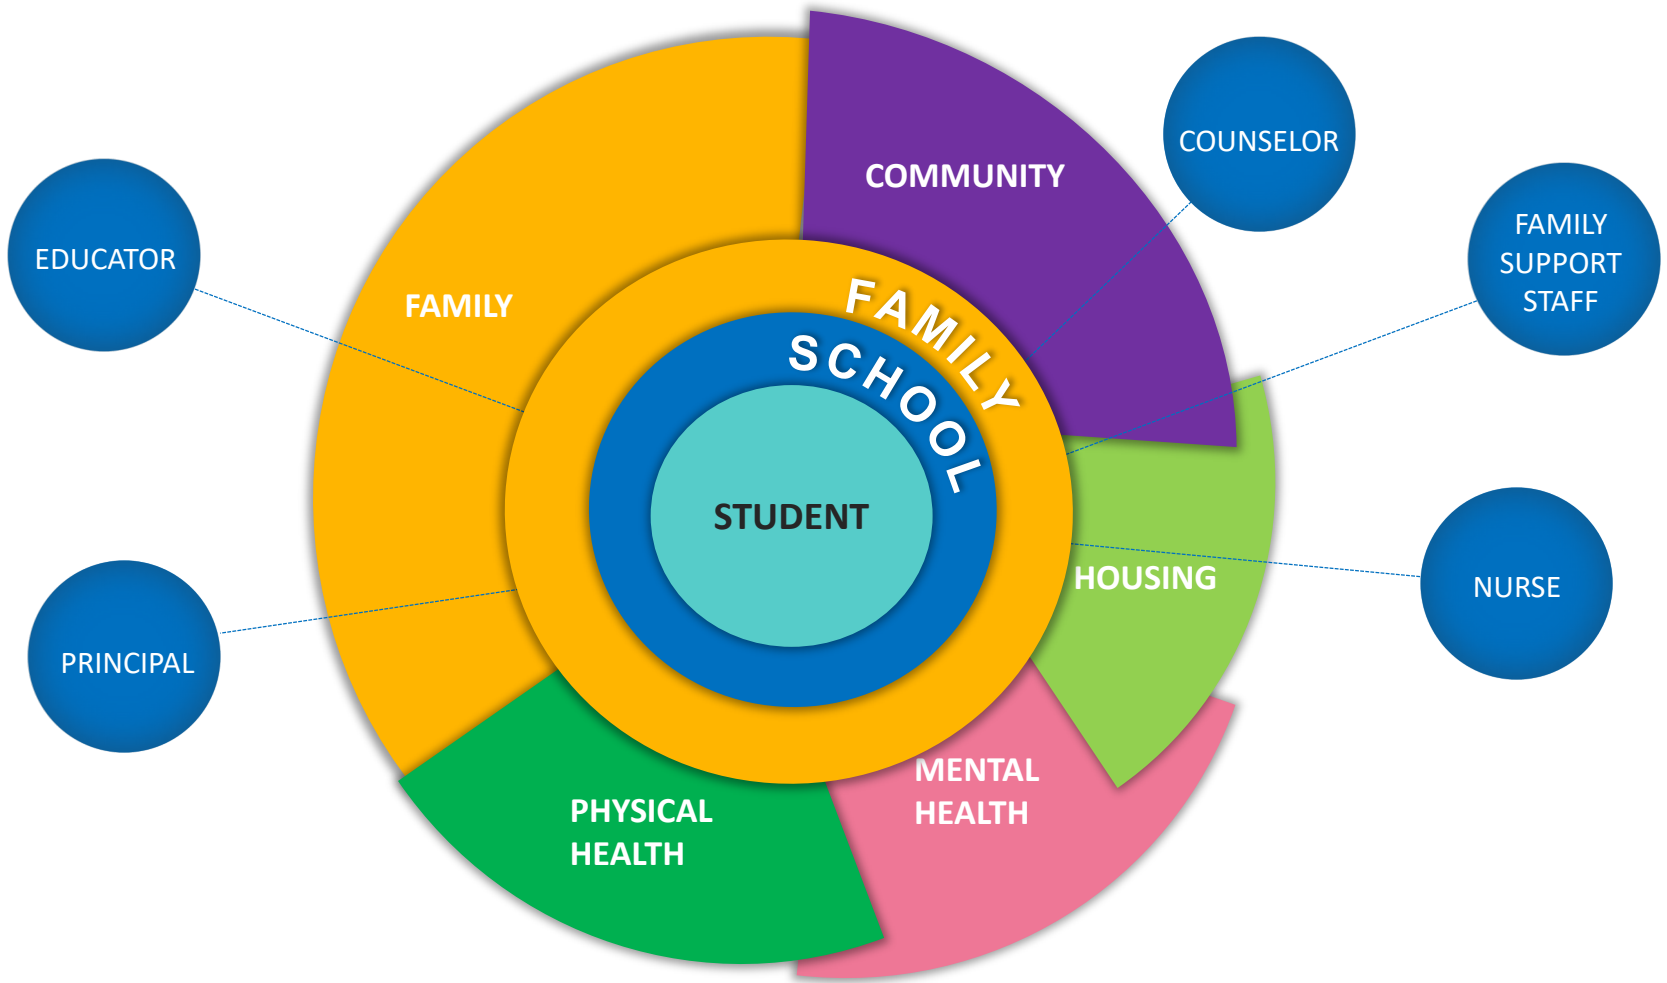 COMMUNITY
COUNSELOR
FAMILY
SUPPORT
STAFF
EDUCATOR
FAMILY
FAMILY
SCHOOL
STUDENT
HOUSING
NURSE
PRINCIPAL
MENTAL
HEALTH
PHYSICAL
HEALTH